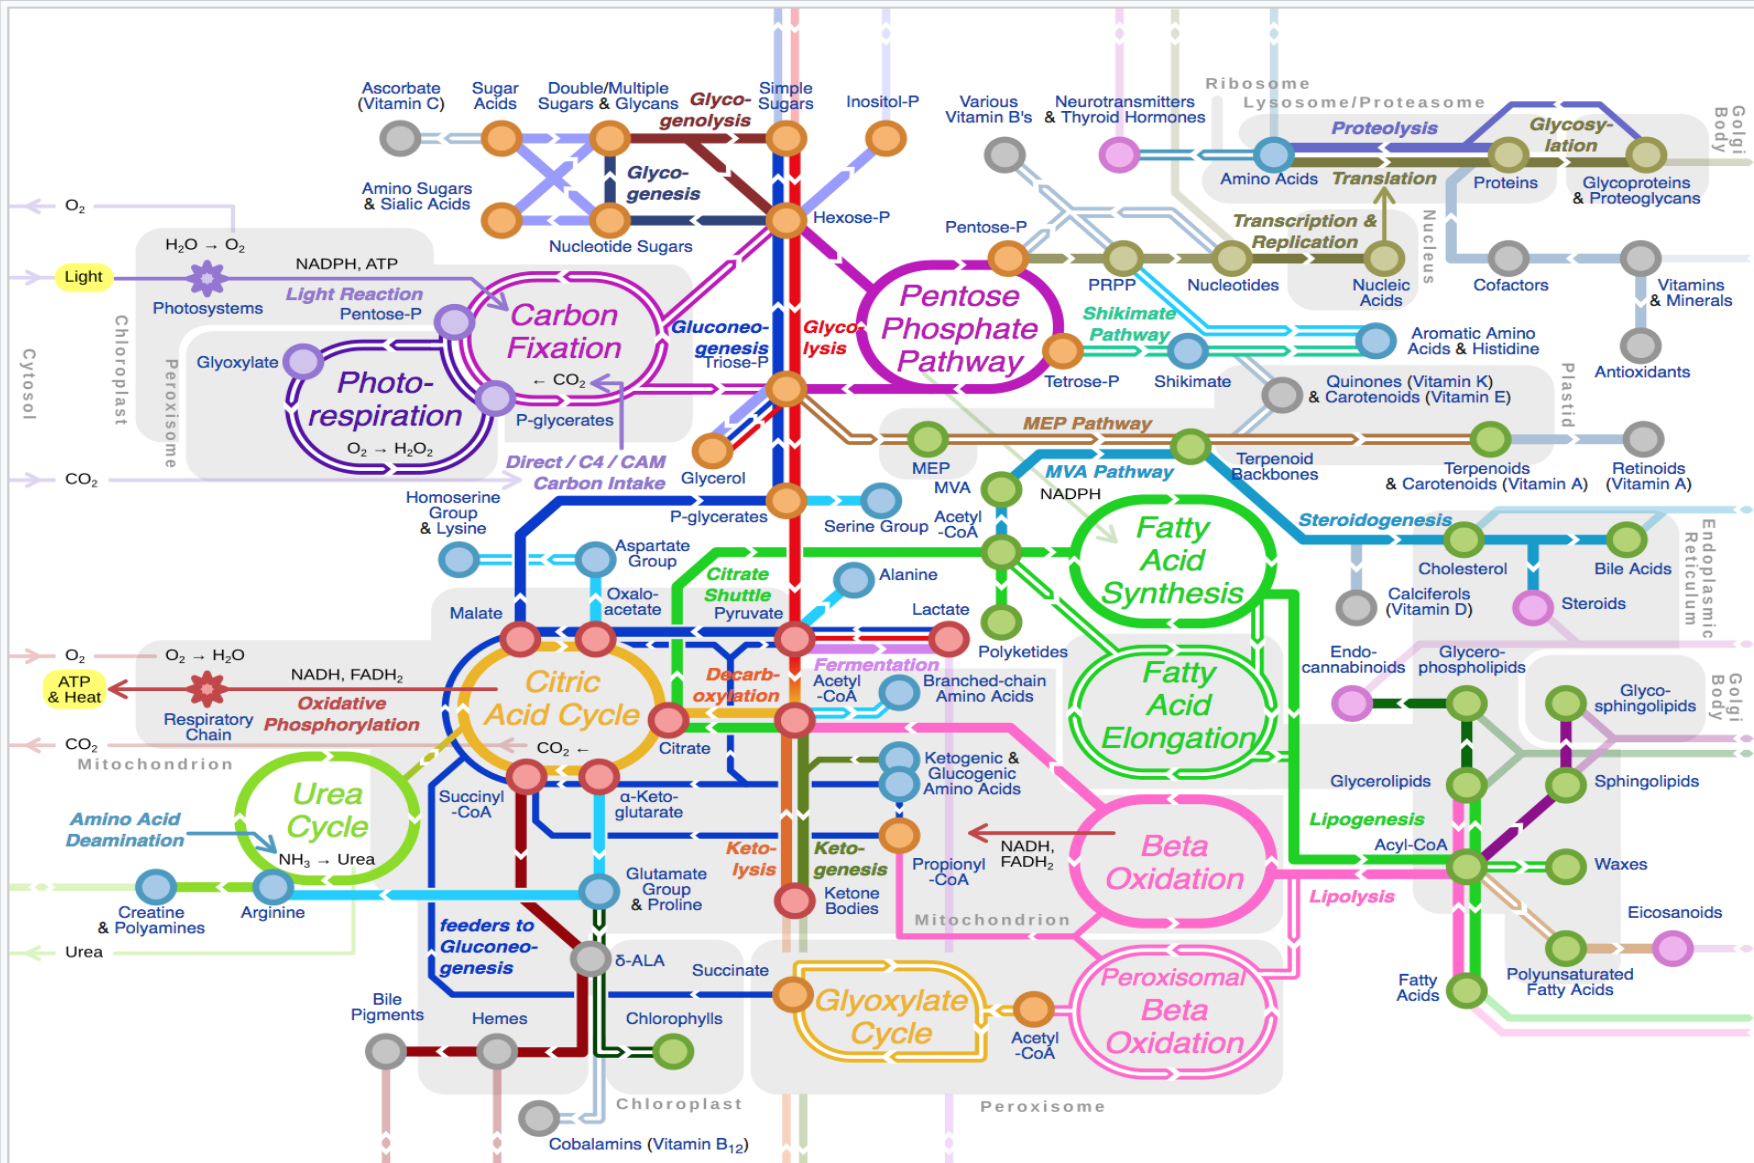 Ascorbate
(Vitamin C)
Sugar
Acids
Double/Multiple
Sugars & Glycans
Glyco-
genolysis
Simple
Sugars
Inositol-P
Various
Vitamin B's
Neurotransmitters
& Thyroid Hormones
Ribosome
Lysosome/Proteasome
Proteolysis
Glycosy-
lation
Golgi
Body
Amino Sugars
& Sialic Acids
Glyco-
genesis
Nucleotide Sugars
Hexose-P
Amino Acids
Translation
Proteins
Glycoproteins
& Proteoglycans
O₂
H₂O → O₂
Light
NADPH, ATP
Photosystems
Light Reaction
Pentose-P
Carbon
Fixation
← CO₂
Gluconeo-
genesis
Glyco-
lysis
Triose-P
Pentose
Phosphate
Pathway
Pentose-P
Transcription &
Replication
Nucleus
PRPP
Nucleotides
Nucleic
Acids
Cofactors
Vitamins
& Minerals
Shikimate
Pathway
Tetrose-P
Shikimate
Aromatic Amino
Acids & Histidine
Antioxidants
Cytosol
Chloroplast
Peroxisome
Glyoxylate
Photo-
respiration
O₂ → H₂O₂
P-glycerates
Direct / C4 / CAM
Carbon Intake
CO₂
Glycerol
Quinones (Vitamin K)
& Carotenoids (Vitamin E)
Plastid
MEP Pathway
MEP
MVA Pathway
Terpenoid
Backbones
Terpenoids
& Carotenoids (Vitamin A)
Retinoids
(Vitamin A)
Homoserine
Group
& Lysine
P-glycerates
Serine Group
MVA
Acetyl
-CoA
NADPH
Fatty
Acid
Synthesis
Steroidogenesis
Cholesterol
Bile Acids
Endoplasmic
Reticulum
Aspartate
Group
Citrate
Shuttle
Alanine
Calciferols
(Vitamin D)
Steroids
Malate
Oxalo-
acetate
Pyruvate
Lactate
Polyketides
Fermentation
O₂
O₂ → H₂O
ATP
& Heat
NADH, FADH₂
Respiratory
Chain
Oxidative
Phosphorylation
CO₂
Mitochondrion
Citric
Acid Cycle
CO₂ ←
Decarb-
oxylation
Acetyl
-CoA
Branched-chain
Amino Acids
Citrate
Fatty
Acid
Elongation
Endo-
cannabinoids
Glycero-
phospholipids
Glyco-
sphingolipids
Golgi
Body
Glycerolipids
Sphingolipids
Urea
Cycle
Amino Acid
Deamination
NH₃ → Urea
Succinyl
-CoA
α-Keto-
glutarate
Ketogenic &
Glucogenic
Amino Acids
Keto-
lysis
Keto-
genesis
Propionyl
-CoA
NADH,
FADH₂
Beta
Oxidation
Lipogenesis
Acyl-CoA
Waxes
Lipolysis
Creatine
& Polyamines
Arginine
Urea
Glutamate
Group
& Proline
Ketone
Bodies
Mitochondrion
Eicosanoids
feeders to
Gluconeo-
genesis
δ-ALA
Succinate
Glyoxylate
Cycle
Acetyl
-CoA
Peroxisomal
Beta
Oxidation
Fatty
Acids
Polyunsaturated
Fatty Acids
Bile
Pigments
Hemes
Chlorophylls
Chloroplast
Peroxisome
Cobalamins (Vitamin B₁₂)